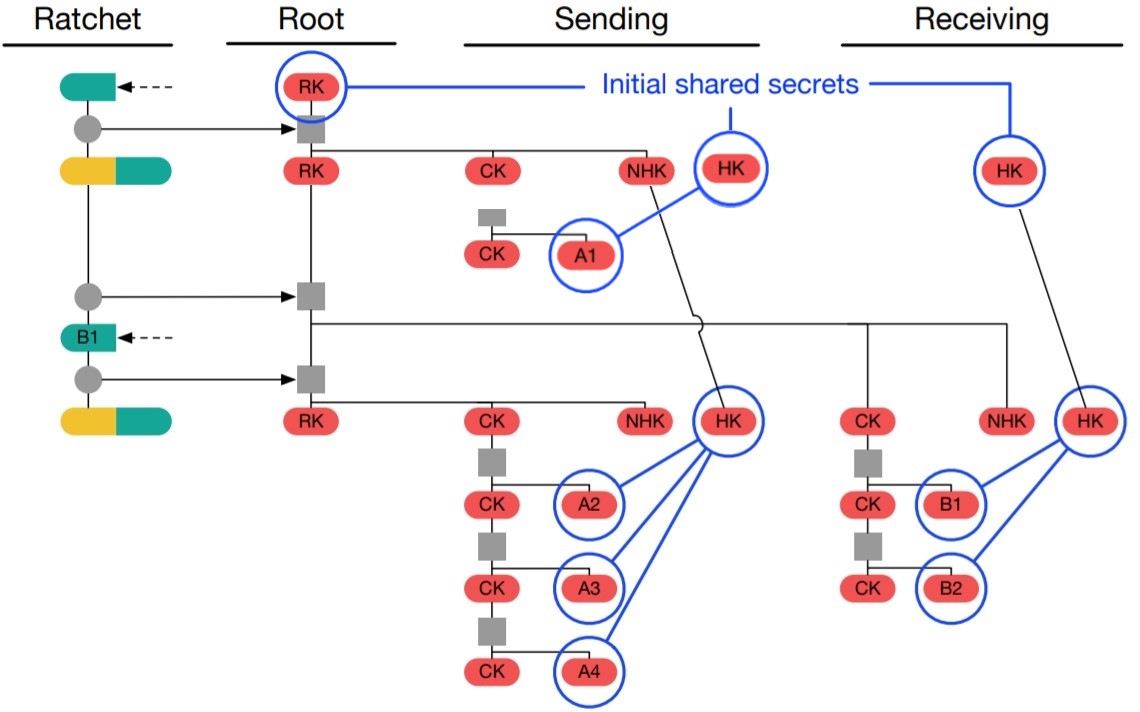 Ratchet Root Sending Receiving
RK Initial shared secrets
RK CK NHK HK HK
CK A1
B1
RK CK NHK HK CK NHK HK
CK A2 CK B1
CK A3 CK B2
CK A4